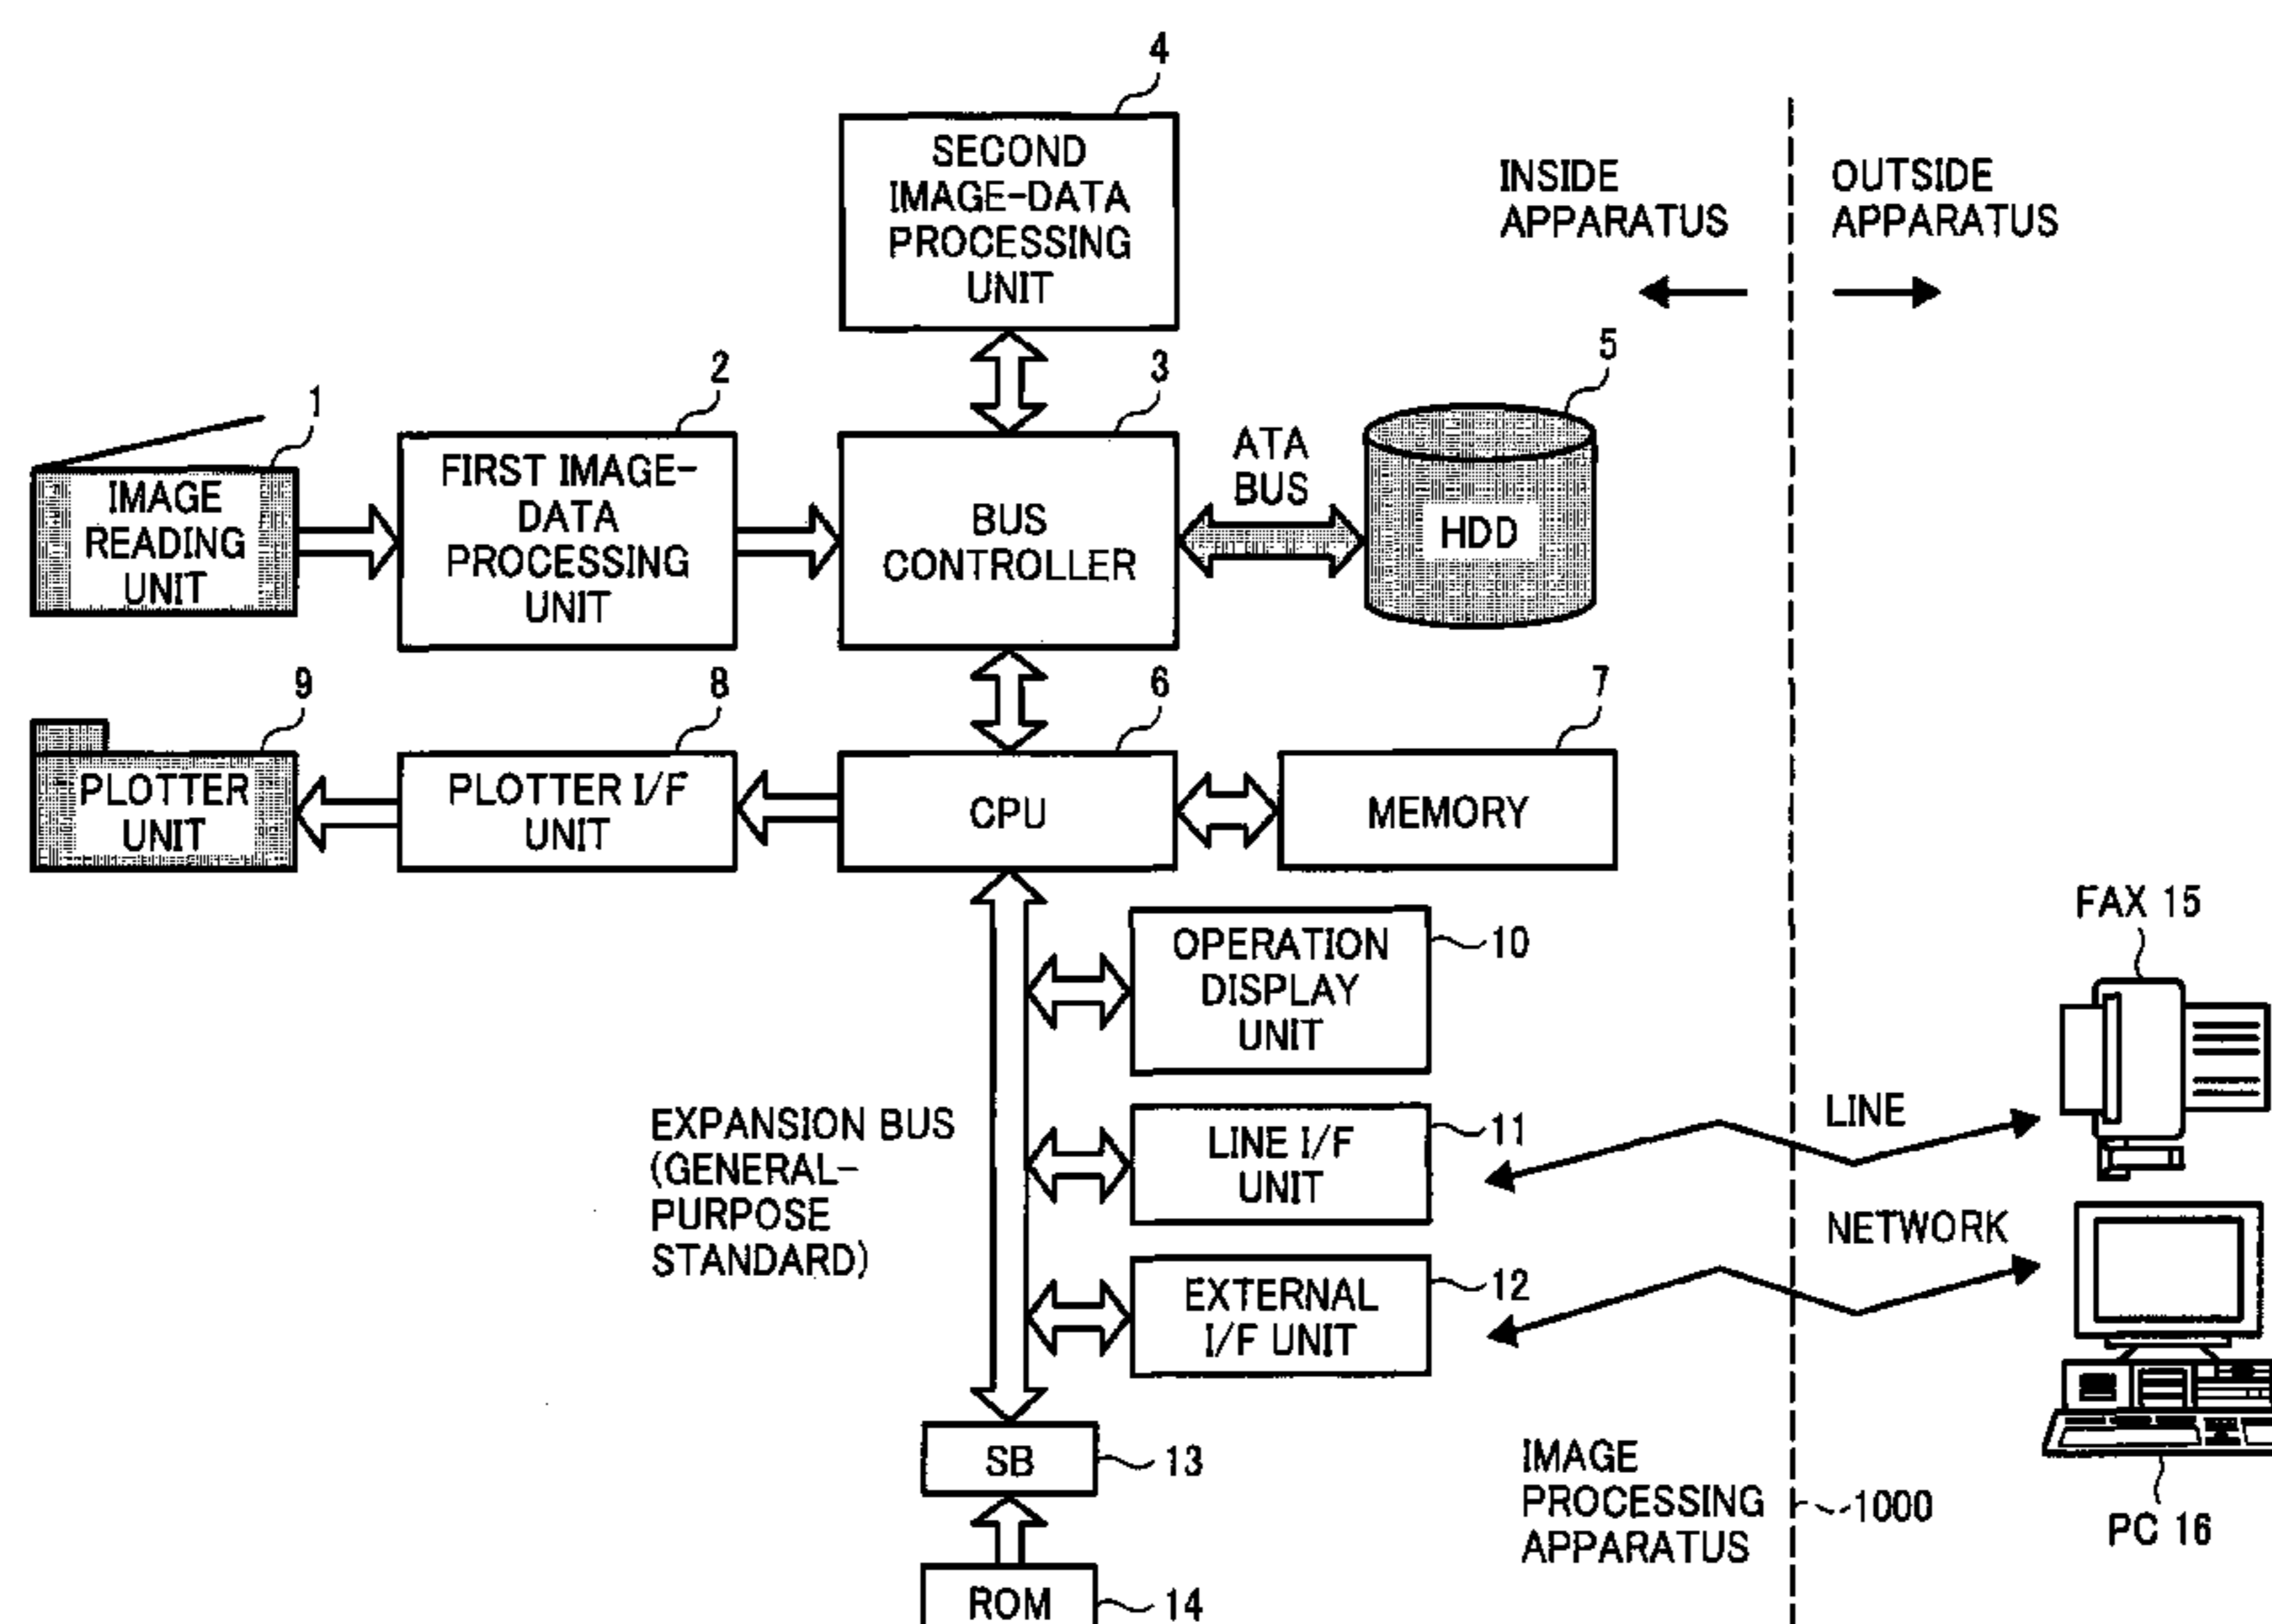 4
SECOND
IMAGE-DATA
PROCESSING
UNIT
INSIDE
APPARATUS
OUTSIDE
APPARATUS
1
IMAGE
READING
UNIT
2
FIRST IMAGE-
DATA
PROCESSING
UNIT
3
BUS
CONTROLLER
ATA
BUS
5
HDD
9
PLOTTER
UNIT
8
PLOTTER I/F
UNIT
6
CPU
7
MEMORY
OPERATION
DISPLAY
UNIT
10
EXPANSION BUS
(GENERAL-
PURPOSE
STANDARD)
LINE I/F
UNIT
11
LINE
FAX 15
EXTERNAL
I/F UNIT
12
NETWORK
PC 16
SB
13
IMAGE
PROCESSING
APPARATUS
1000
ROM
14